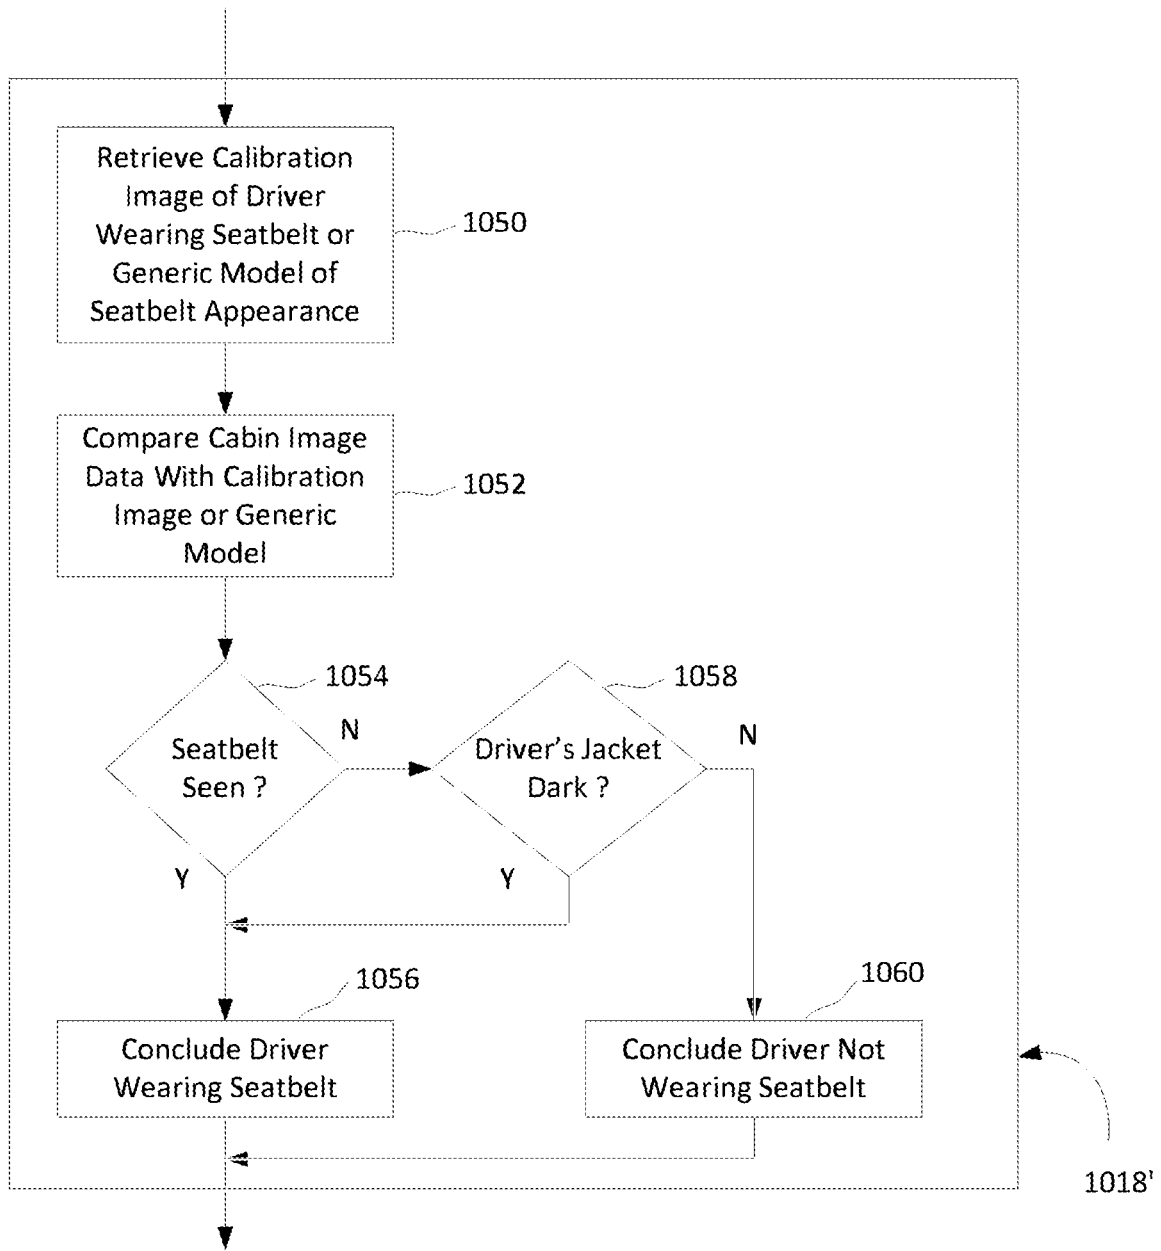 Retrieve Calibration
Image of Driver
Wearing Seatbelt or
Generic Model of
Seatbelt Appearance
1050
Compare Cabin Image
Data With Calibration
Image or Generic
Model
1052
1054
Seatbelt
Seen ?
N
Y
1058
Driver's Jacket
Dark ?
N
Y
1056
Conclude Driver
Wearing Seatbelt
1060
Conclude Driver Not
Wearing Seatbelt
1018'